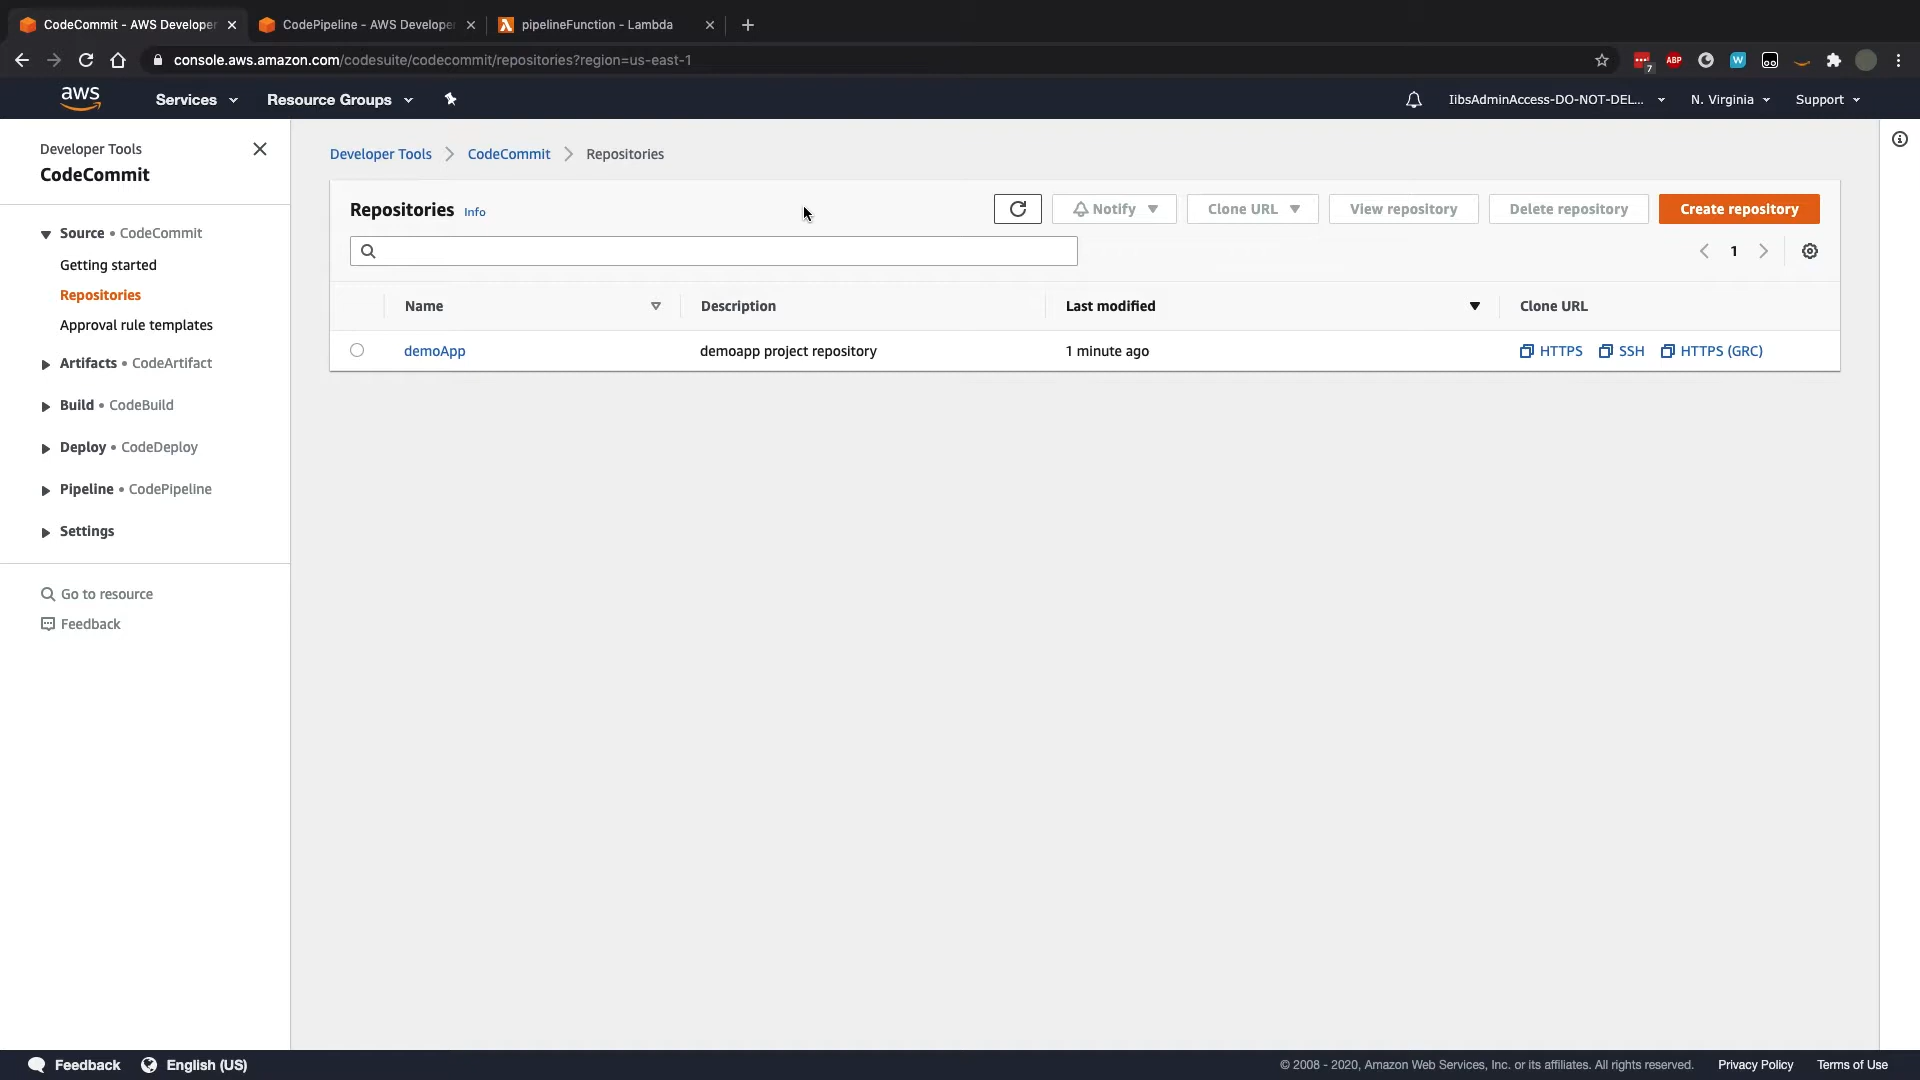 CodeCommit - AWS Developer
CodePipeline - AWS Develope
pipelineFunction - Lambda
console.aws.amazon.com/codesuite/codecommit/repositories?region=us-east-1
7
ABP
W
aws
Services
Resource Groups
IibsAdminAccess-DO-NOT-DEL...
N. Virginia
Support
Developer Tools
CodeCommit
Source • CodeCommit
Getting started
Repositories
Approval rule templates
Artifacts • CodeArtifact
Build • CodeBuild
Deploy • CodeDeploy
Pipeline • CodePipeline
Settings
Go to resource
Feedback
Developer Tools
CodeCommit
Repositories
Repositories Info
Notify
Clone URL
View repository
Delete repository
Create repository
1
Name
Description
Last modified
Clone URL
demoApp
demoapp project repository
1 minute ago
HTTPS
SSH
HTTPS (GRC)
Feedback
English (US)
© 2008 - 2020, Amazon Web Services, Inc. or its affiliates. All rights reserved.
Privacy Policy
Terms of Use